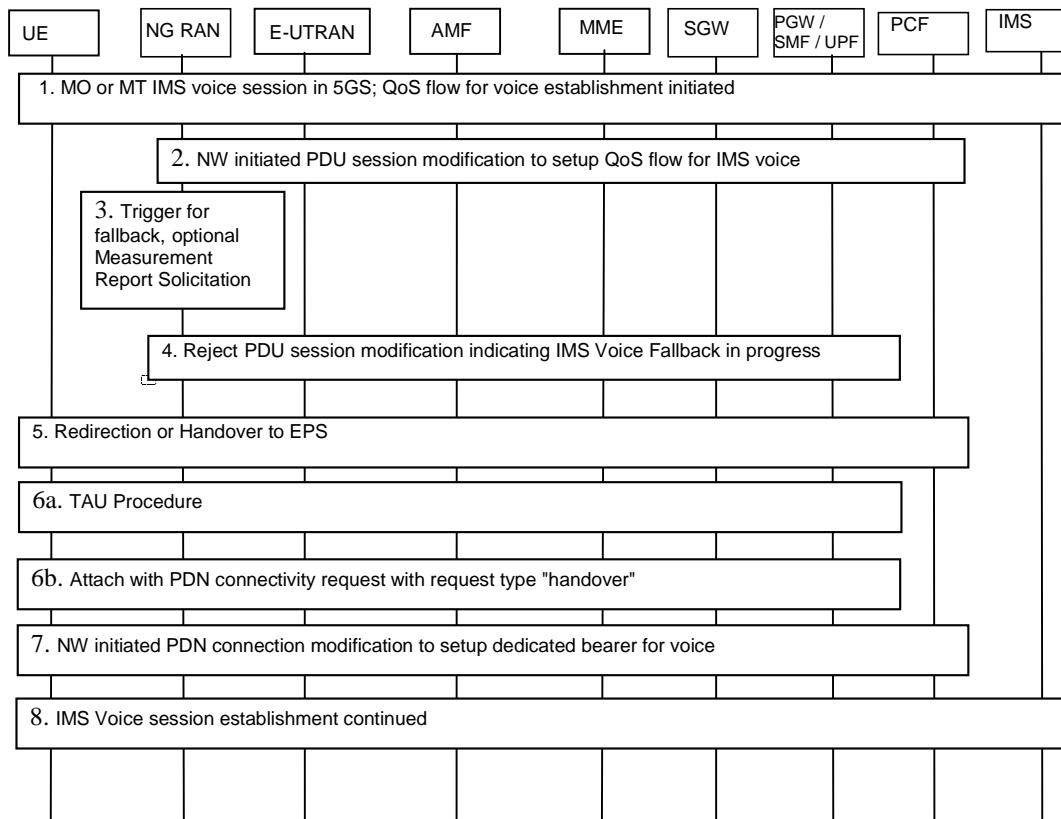 UE
NG RAN
E-UTRAN
AMF
MME
SGW
PGW /
SMF / UPF
PCF
IMS
1. MO or MT IMS voice session in 5GS; QoS flow for voice establishment initiated
2. NW initiated PDU session modification to setup QoS flow for IMS voice
3. Trigger for
fallback, optional
Measurement
Report Solicitation
4. Reject PDU session modification indicating IMS Voice Fallback in progress
5. Redirection or Handover to EPS
6a. TAU Procedure
6b. Attach with PDN connectivity request with request type "handover"
7. NW initiated PDN connection modification to setup dedicated bearer for voice
8. IMS Voice session establishment continued